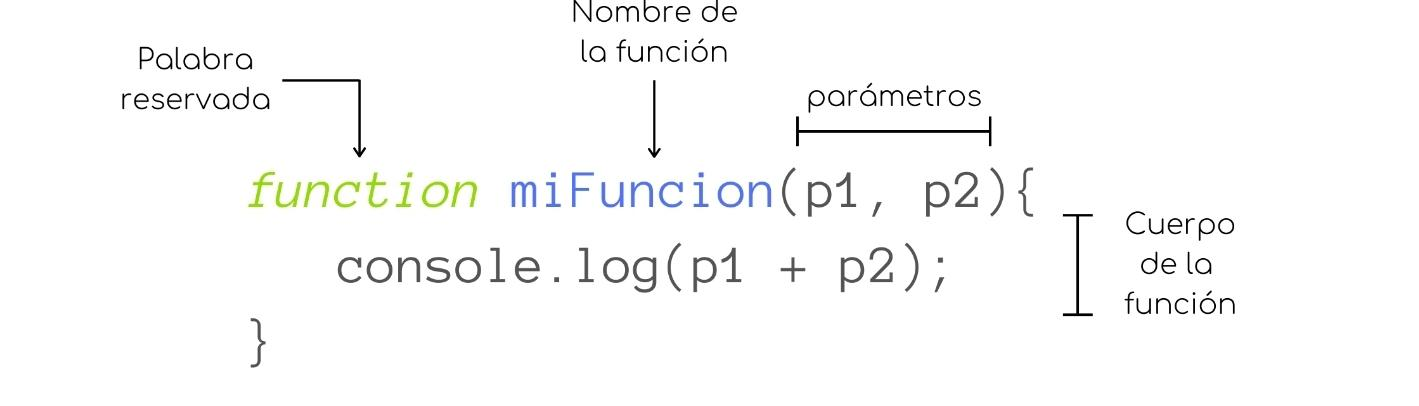 Nombre de
la función
Palabra
reservada
parámetros
function miFuncion(p1, p2){
console.log(p1 + p2);
}
Cuerpo
de la
función